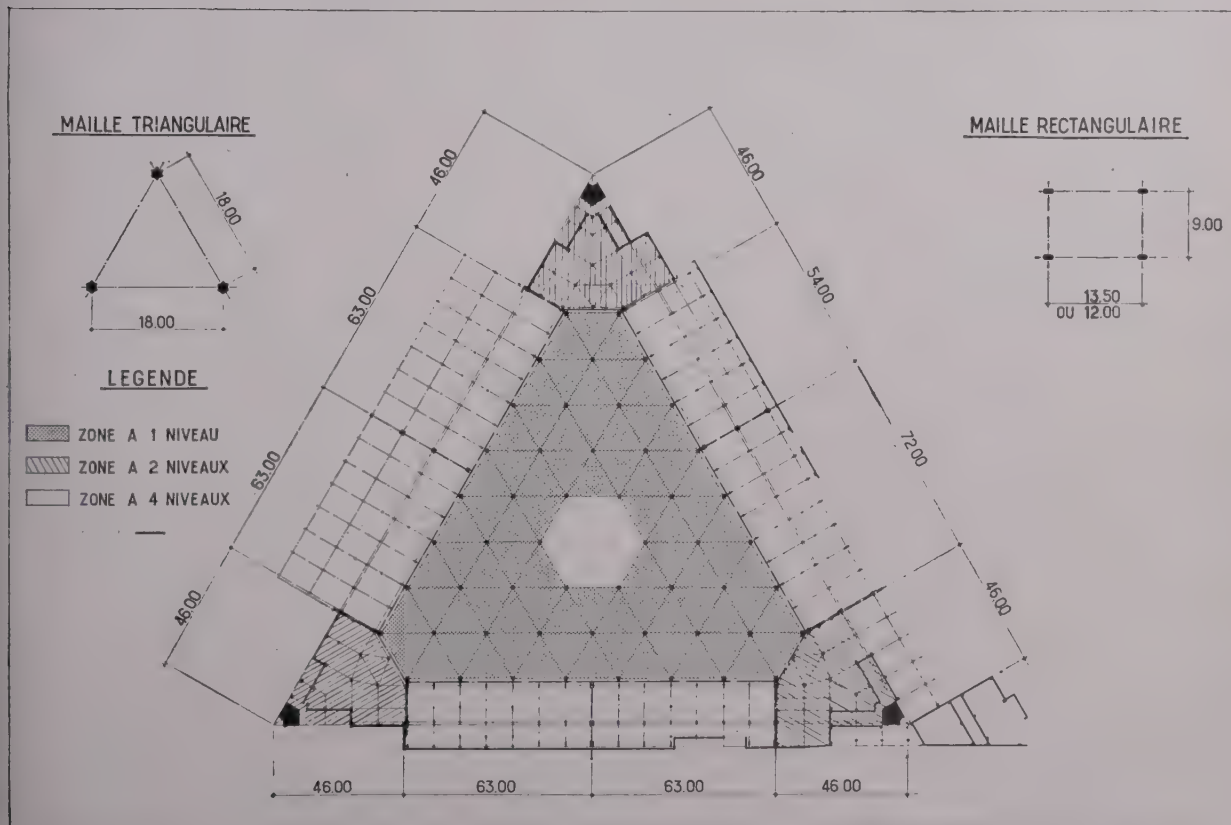 MAILLE TRIANGULAIRE
18.00
18.00
LEGENDE
ZONE A 1 NIVEAU
ZONE A 2 NIVEAUX
ZONE A 4 NIVEAUX
46.00
63.00
63.00
46.00
46.00
54.00
72.00
46.00
46.00
63.00
63.00
46 00
MAILLE RECTANGULAIRE
9.00
13.50
OU 12.00